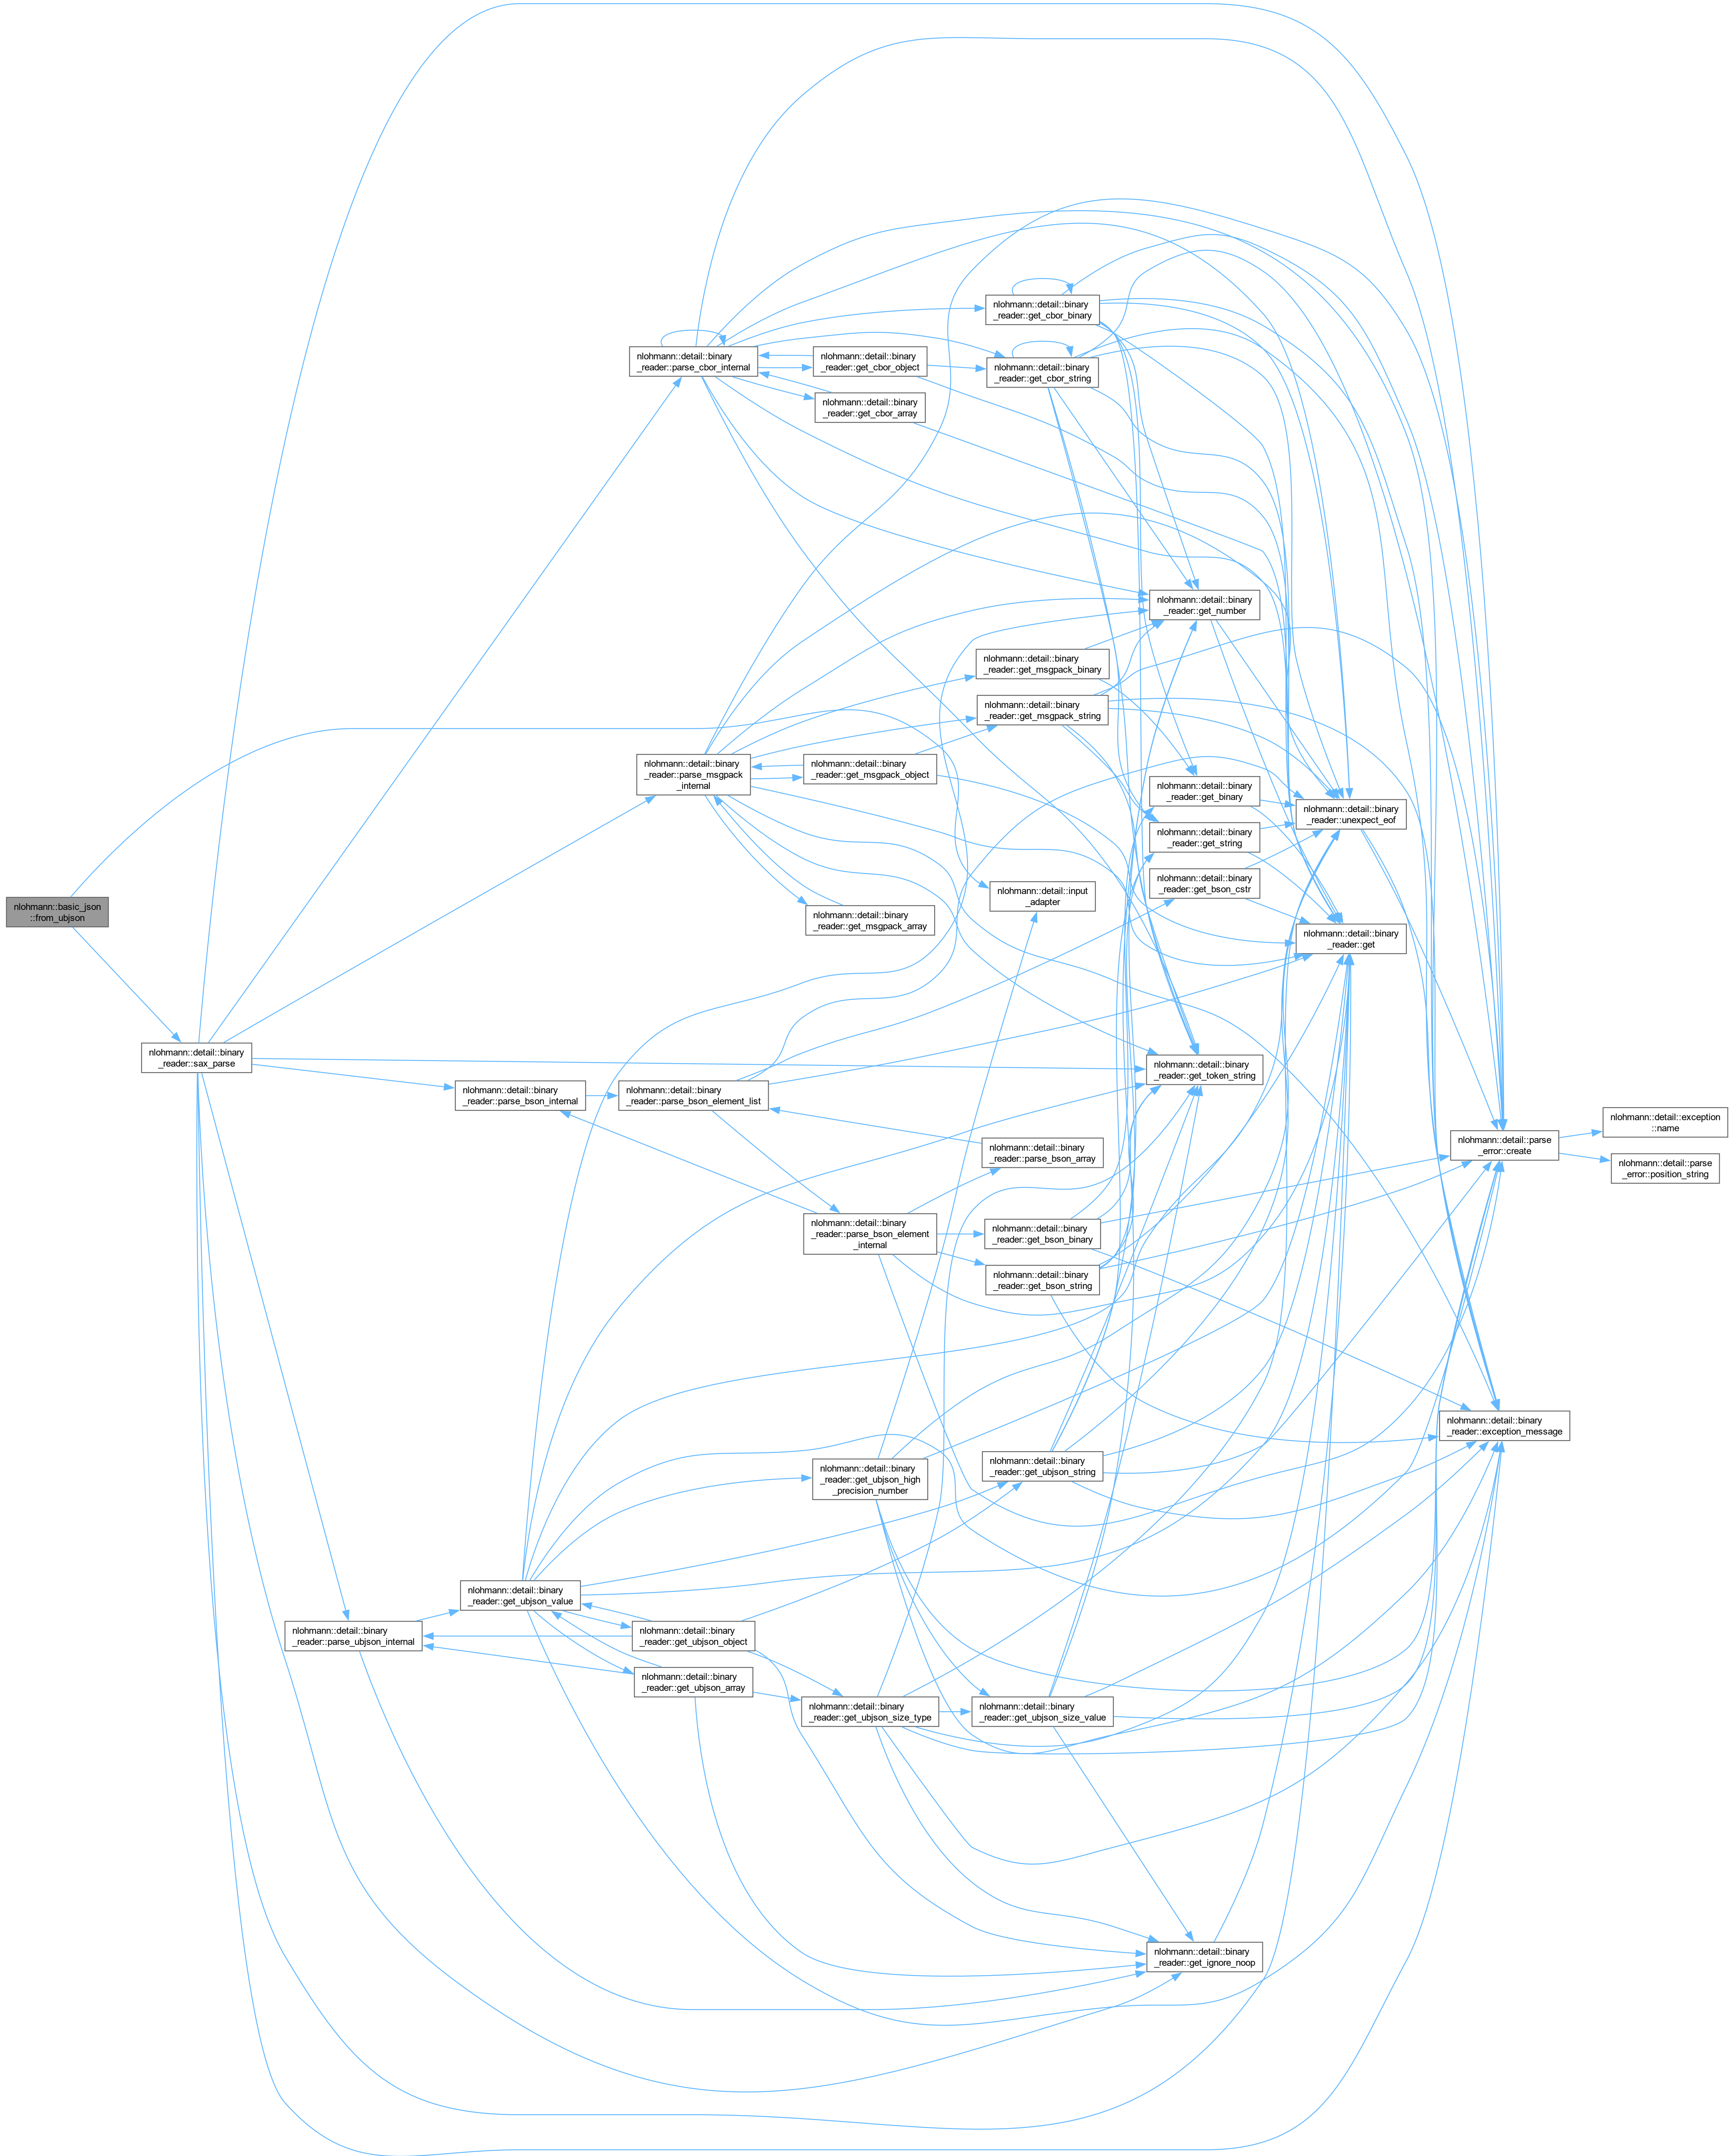 nlohmann::detail::binary
_reader::get_cbor_binary
nlohmann::detail::binary
_reader::parse_cbor_internal
nlohmann::detail::binary
_reader::get_cbor_object
nlohmann::detail::binary
_reader::get_cbor_string
nlohmann::detail::binary
_reader::get_cbor_array
nlohmann::detail::binary
_reader::get_number
nlohmann::detail::binary
_reader::get_msgpack_binary
nlohmann::detail::binary
_reader::get_msgpack_string
nlohmann::detail::binary
_reader::parse_msgpack
_internal
nlohmann::detail::binary
_reader::get_msgpack_object
nlohmann::detail::binary
_reader::get_binary
nlohmann::detail::binary
_reader::unexpect_eof
nlohmann::detail::binary
_reader::get_string
nlohmann::detail::binary
_reader::get_bson_cstr
nlohmann::detail::input
_adapter
nlohmann::basic_json
::from_ubjson
nlohmann::detail::binary
_reader::get_msgpack_array
nlohmann::detail::binary
_reader::get
nlohmann::detail::binary
_reader::sax_parse
nlohmann::detail::binary
_reader::get_token_string
nlohmann::detail::binary
_reader::parse_bson_internal
nlohmann::detail::binary
_reader::parse_bson_element_list
nlohmann::detail::exception
::name
nlohmann::detail::parse
_error::create
nlohmann::detail::binary
_reader::parse_bson_array
nlohmann::detail::parse
_error::position_string
nlohmann::detail::binary
_reader::parse_bson_element
_internal
nlohmann::detail::binary
_reader::get_bson_binary
nlohmann::detail::binary
_reader::get_bson_string
nlohmann::detail::binary
_reader::exception_message
nlohmann::detail::binary
_reader::get_ubjson_string
nlohmann::detail::binary
_reader::get_ubjson_high
_precision_number
nlohmann::detail::binary
_reader::get_ubjson_value
nlohmann::detail::binary
_reader::parse_ubjson_internal
nlohmann::detail::binary
_reader::get_ubjson_object
nlohmann::detail::binary
_reader::get_ubjson_array
nlohmann::detail::binary
_reader::get_ubjson_size_type
nlohmann::detail::binary
_reader::get_ubjson_size_value
nlohmann::detail::binary
_reader::get_ignore_noop